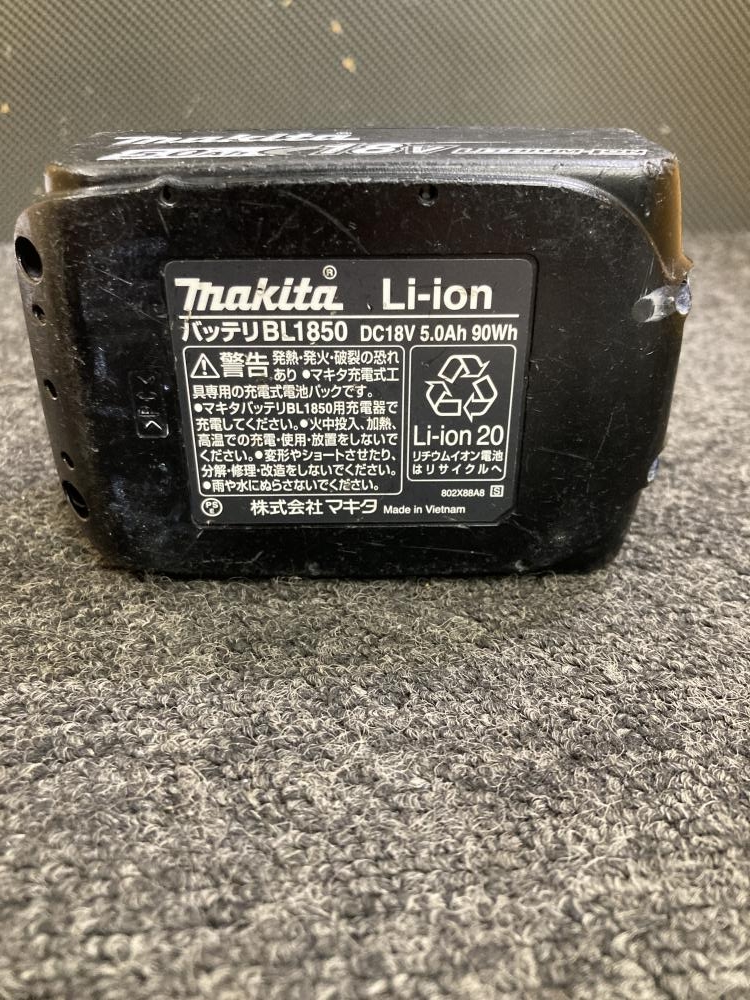 makita
18V
makita® Li-ion
バッテリBL1850 DC18V 5.0Ah 90Wh
警告 発熱・発火・破裂の恐れ
あり ●マキタ充電式工
具専用の充電式電池パックです。
●マキタバッテリBL1850用充電器で
充電してください。●火中投入、加熱、
高温での充電・使用・放置をしないで
ください。●変形やショートさせたり、
分解・修理・改造をしないでください。
●雨や水にぬらさないでください。
Li-ion 20
リチウムイオン電池
はリサイクルへ
802X88A8 S
PS
E
株式会社 マキタ Made in Vietnam
>PC<